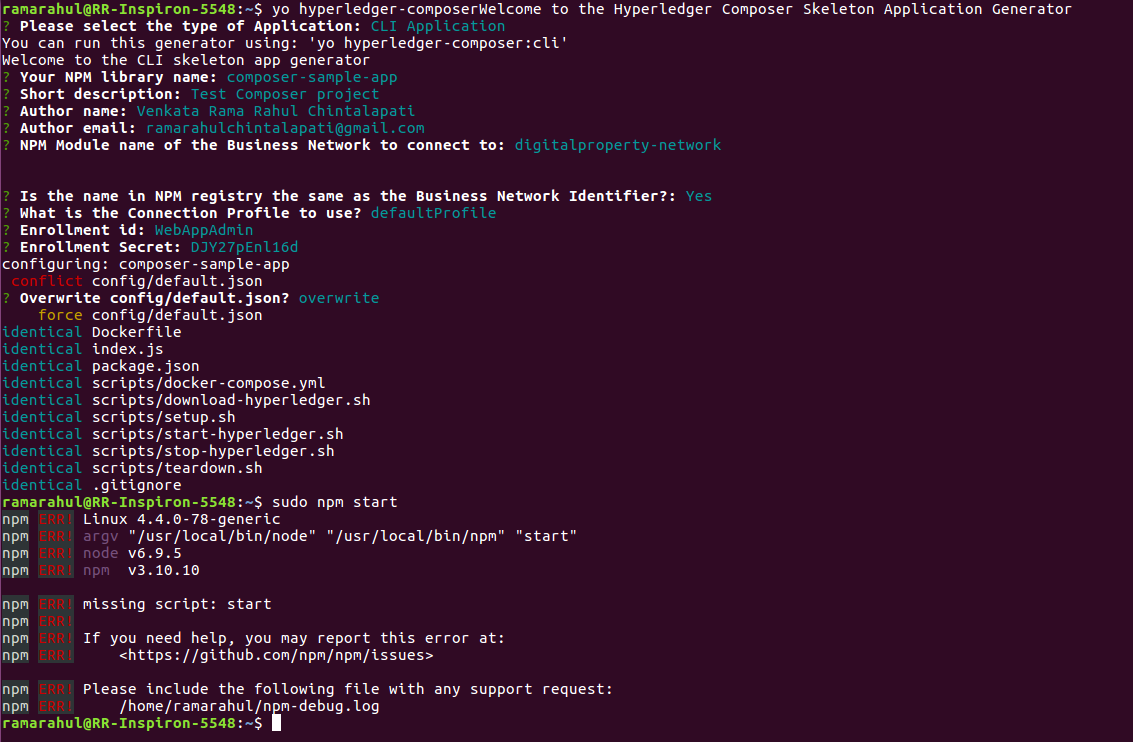 ramarahul@RR-Inspiron-5548:~$ yo hyperledger-composerWelcome to the Hyperledger Composer Skeleton Application Generator
? Please select the type of Application: CLI Application
You can run this generator using: 'yo hyperledger-composer:cli'
Welcome to the CLI skeleton app generator
? Your NPM library name: composer-sample-app
? Short description: Test Composer project
? Author name: Venkata Rama Rahul Chintalapati
? Author email: ramarahulchintalapati@gmail.com
? NPM Module name of the Business Network to connect to: digitalproperty-network
? Is the name in NPM registry the same as the Business Network Identifier?: Yes
? What is the Connection Profile to use? defaultProfile
? Enrollment id: WebAppAdmin
? Enrollment Secret: DJY27pEnl16d
configuring: composer-sample-app
conflict config/default.json
? Overwrite config/default.json? overwrite
force config/default.json
identical Dockerfile
identical index.js
identical package.json
identical scripts/docker-compose.yml
identical scripts/download-hyperledger.sh
identical scripts/setup.sh
identical scripts/start-hyperledger.sh
identical scripts/stop-hyperledger.sh
identical scripts/teardown.sh
identical .gitignore
ramarahul@RR-Inspiron-5548:~$ sudo npm start
npm ERR! Linux 4.4.0-78-generic
npm ERR! argv "/usr/local/bin/node" "/usr/local/bin/npm" "start"
npm ERR! node v6.9.5
npm ERR! npm  v3.10.10
npm ERR! missing script: start
npm ERR!
npm ERR! If you need help, you may report this error at:
npm ERR!     <https://github.com/npm/npm/issues>
npm ERR! Please include the following file with any support request:
npm ERR!     /home/ramarahul/npm-debug.log
ramarahul@RR-Inspiron-5548:~$